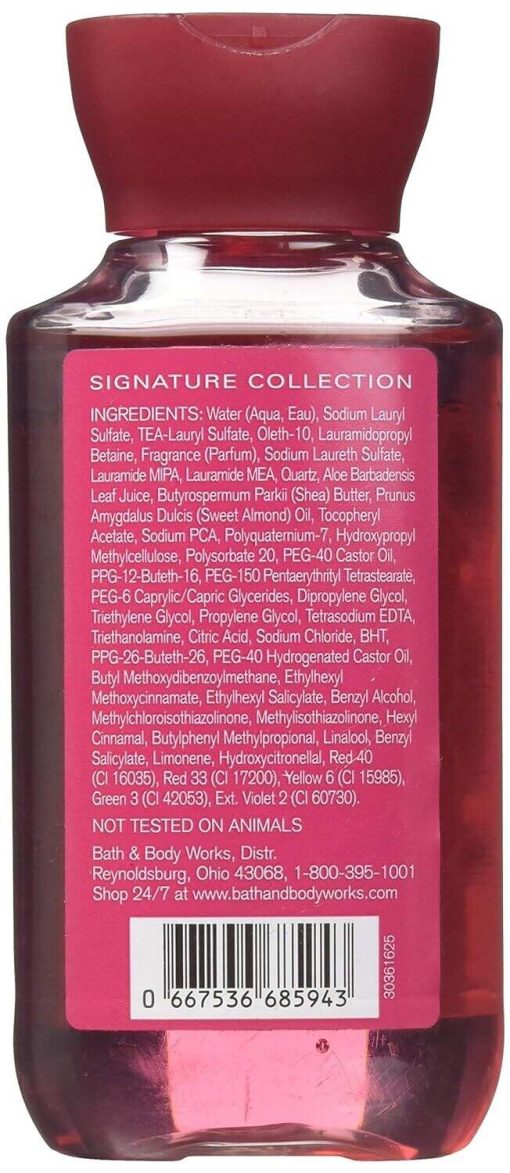 SIGNATURE COLLECTION
INGREDIENTS: Water (Aqua, Eau), Sodium Lauryl
Sulfate, TEA-Lauryl Sulfate, Oleth-10, Lauramidopropyl
Betaine, Fragrance (Parfum), Sodium Laureth Sulfate,
Lauramide MIPA, Lauramide MEA, Quartz, Aloe Barbadensis
Leaf Juice, Butyrospermum Parkii (Shea) Butter, Prunus
Amygdalus Dulcis (Sweet Almond) Oil, Tocopheryl
Acetate, Sodium PCA, Polyquaternium-7, Hydroxypropyl
Methylcellulose, Polysorbate 20, PEG-40 Castor Oil,
PPG-12-Buteth-16, PEG-150 Pentaerythrityl Tetrastearate,
PEG-6 Caprylic/Capric Glycerides, Dipropylene Glycol,
Triethylene Glycol, Propylene Glycol, Tetrasodium EDTA,
Triethanolamine, Citric Acid, Sodium Chloride, BHT,
PPG-26-Buteth-26, PEG-40 Hydrogenated Castor Oil,
Butyl Methoxydibenzoylmethane, Ethylhexyl
Methoxycinnamate, Ethylhexyl Salicylate, Benzyl Alcohol,
Methylchloroisothiazolinone, Methylisothiazolinone, Hexyl
Cinnamal, Butylphenyl Methylpropional, Linalool, Benzyl
Salicylate, Limonene, Hydroxycitronellal, Red-40
(CI 16035), Red 33 (CI 17200), Yellow 6 (CI 15985),
Green 3 (CI 42053), Ext. Violet 2 (CI 60730).
NOT TESTED ON ANIMALS
Bath & Body Works, Distr.
Reynoldsburg, Ohio 43068, 1-800-395-1001
Shop 24/7 at www.bathandbodyworks.com
0 667536 685943
30361625